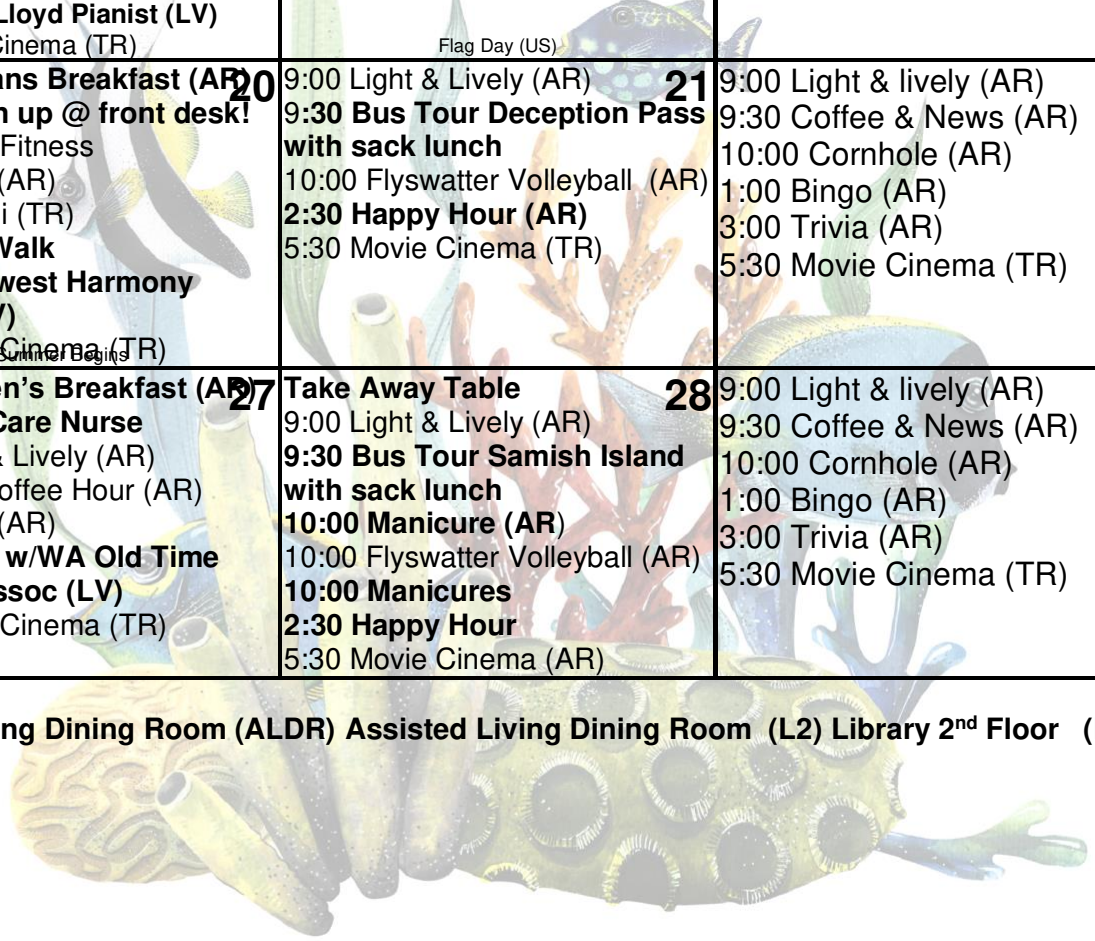 Lloyd Pianist (LV)
Cinema (TR)
Flag Day (US)
ans Breakfast (AR)
20
n up @ front desk!
Fitness
(AR)
i (TR)
Walk
west Harmony
V)
Cinema (TR)
Summer Begins
9:00 Light & Lively (AR)
21
9:30 Bus Tour Deception Pass
with sack lunch
10:00 Flyswatter Volleyball (AR)
2:30 Happy Hour (AR)
5:30 Movie Cinema (TR)
9:00 Light & lively (AR)
9:30 Coffee & News (AR)
10:00 Cornhole (AR)
1:00 Bingo (AR)
3:00 Trivia (AR)
5:30 Movie Cinema (TR)
en’s Breakfast (AR)
27
Care Nurse
& Lively (AR)
offee Hour (AR)
(AR)
w/WA Old Time
ssoc (LV)
Cinema (TR)
Take Away Table
28
9:00 Light & Lively (AR)
9:30 Bus Tour Samish Island
with sack lunch
10:00 Manicure (AR)
10:00 Flyswatter Volleyball (AR)
10:00 Manicures
2:30 Happy Hour
5:30 Movie Cinema (AR)
9:00 Light & lively (AR)
9:30 Coffee & News (AR)
10:00 Cornhole (AR)
1:00 Bingo (AR)
3:00 Trivia (AR)
5:30 Movie Cinema (TR)
ng Dining Room (ALDR) Assisted Living Dining Room (L2) Library 2nd Floor (